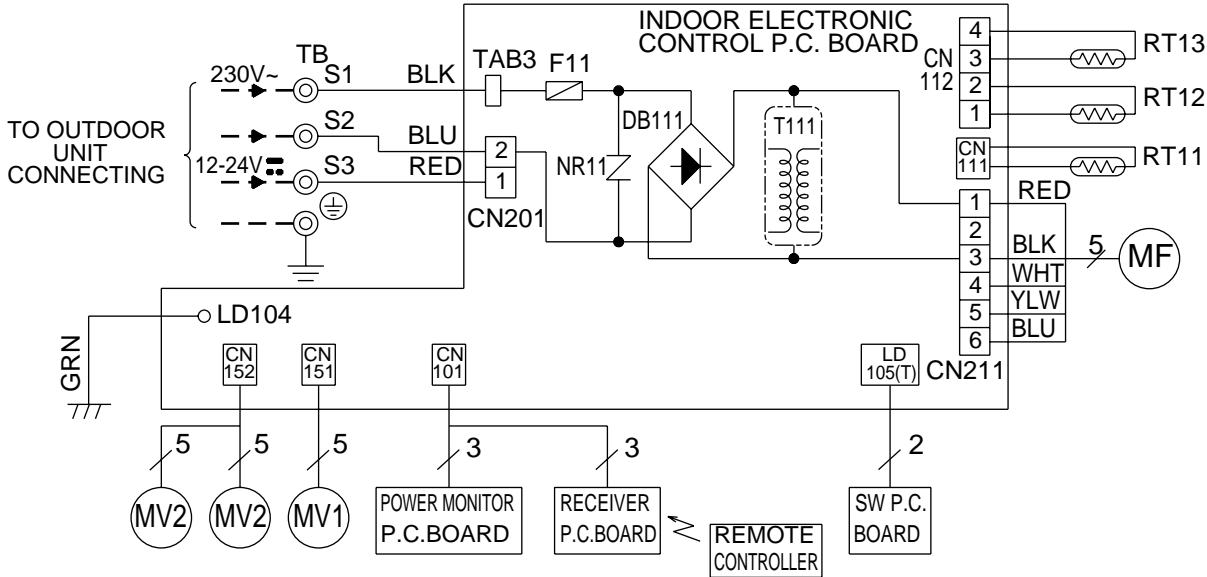 INDOOR ELECTRONIC
CONTROL P.C. BOARD
TO OUTDOOR
UNIT
CONNECTING
230V~
12-24V
TB
S1
S2
S3
BLK
BLU
RED
TAB3
F11
2
1
CN201
NR11
DB111
T111
CN
112
4
3
2
1
RT13
RT12
CN
111
RT11
1
2
3
4
5
6
CN211
RED
BLK
WHT
YLW
BLU
5
MF
LD104
GRN
CN
152
CN
151
CN
101
LD
105(T)
5
5
5
3
3
2
MV2
MV2
MV1
POWER MONITOR
P.C.BOARD
RECEIVER
P.C.BOARD
REMOTE
CONTROLLER
SW P.C.
BOARD